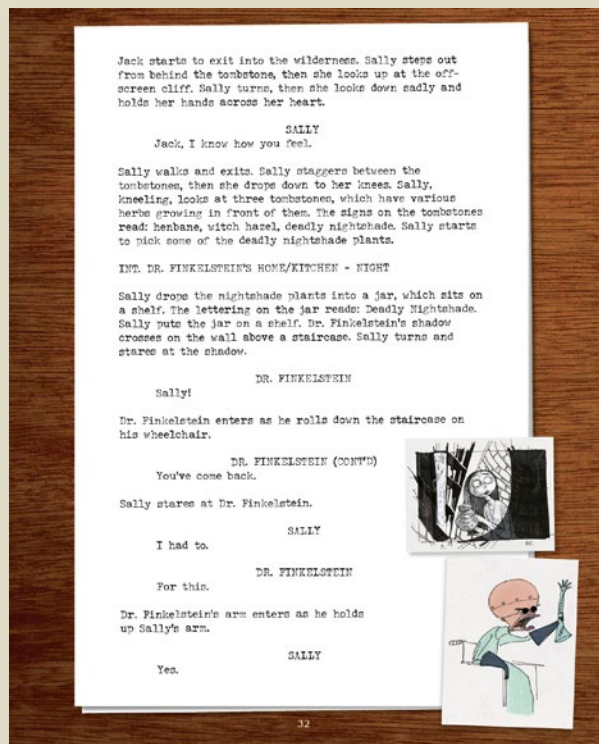 Jack starts to exit into the wilderness. Sally steps out
from behind the tombstone, then she looks up at the off-
screen cliff. Sally turns, then she looks down sadly and
holds her hands across her heart.
SALLY
Jack, I know how you feel.
Sally walks and exits. Sally staggers between the
tombstones, then she drops down to her knees. Sally,
kneeling, looks at three tombstones, which have various
herbs growing in front of them. The signs on the tombstones
read: henbane, witch hazel, deadly nightshade. Sally starts
to pick some of the deadly nightshade plants.
INT. DR. FINKELSTEIN'S HOME/KITCHEN - NIGHT
Sally drops the nightshade plants into a jar, which sits on
a shelf. The lettering on the jar reads: Deadly Nightshade.
Sally puts the jar on a shelf. Dr. Finkelstein's shadow
crosses on the wall above a staircase. Sally turns and
stares at the shadow.
DR. FINKELSTEIN
Sally!
Dr. Finkelstein enters as he rolls down the staircase on
his wheelchair.
DR. FINKELSTEIN (CONT'D)
You've come back.
Sally stares at Dr. Finkelstein.
SALLY
I had to.
DR. FINKELSTEIN
For this.
Dr. Finkelstein's arm enters as he holds
up Sally's arm.
SALLY
Yes.
32